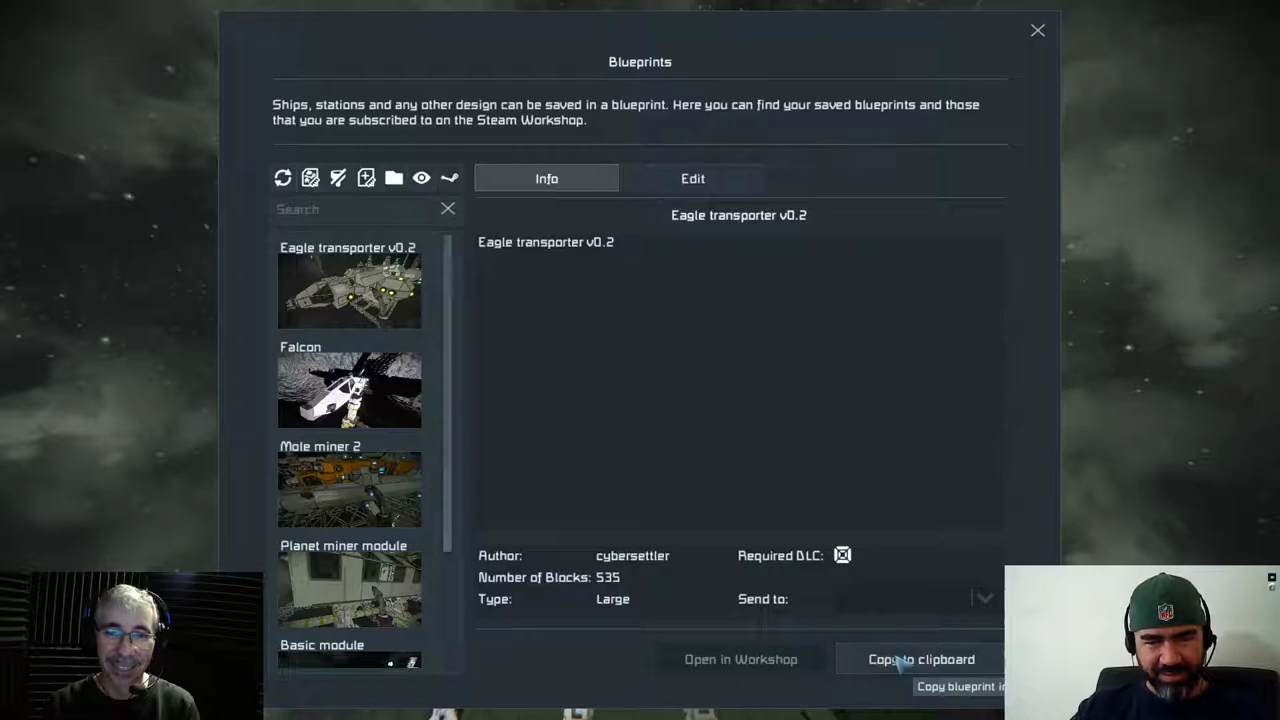 Blueprints
Ships, stations and any other design can be saved in a blueprint. Here you can find your saved blueprints and those
that you are subscribed to on the Steam Workshop.
Info
Edit
Search
Eagle transporter v0.2
Eagle transporter v0.2
Eagle transporter v0.2
Falcon
Mole miner 2
Planet miner module
Basic module
Author: cybersettler
Required DLC:
Number of Blocks: 535
Type: Large
Send to:
Open in Workshop
Copy to clipboard
Copy blueprint in
NFL